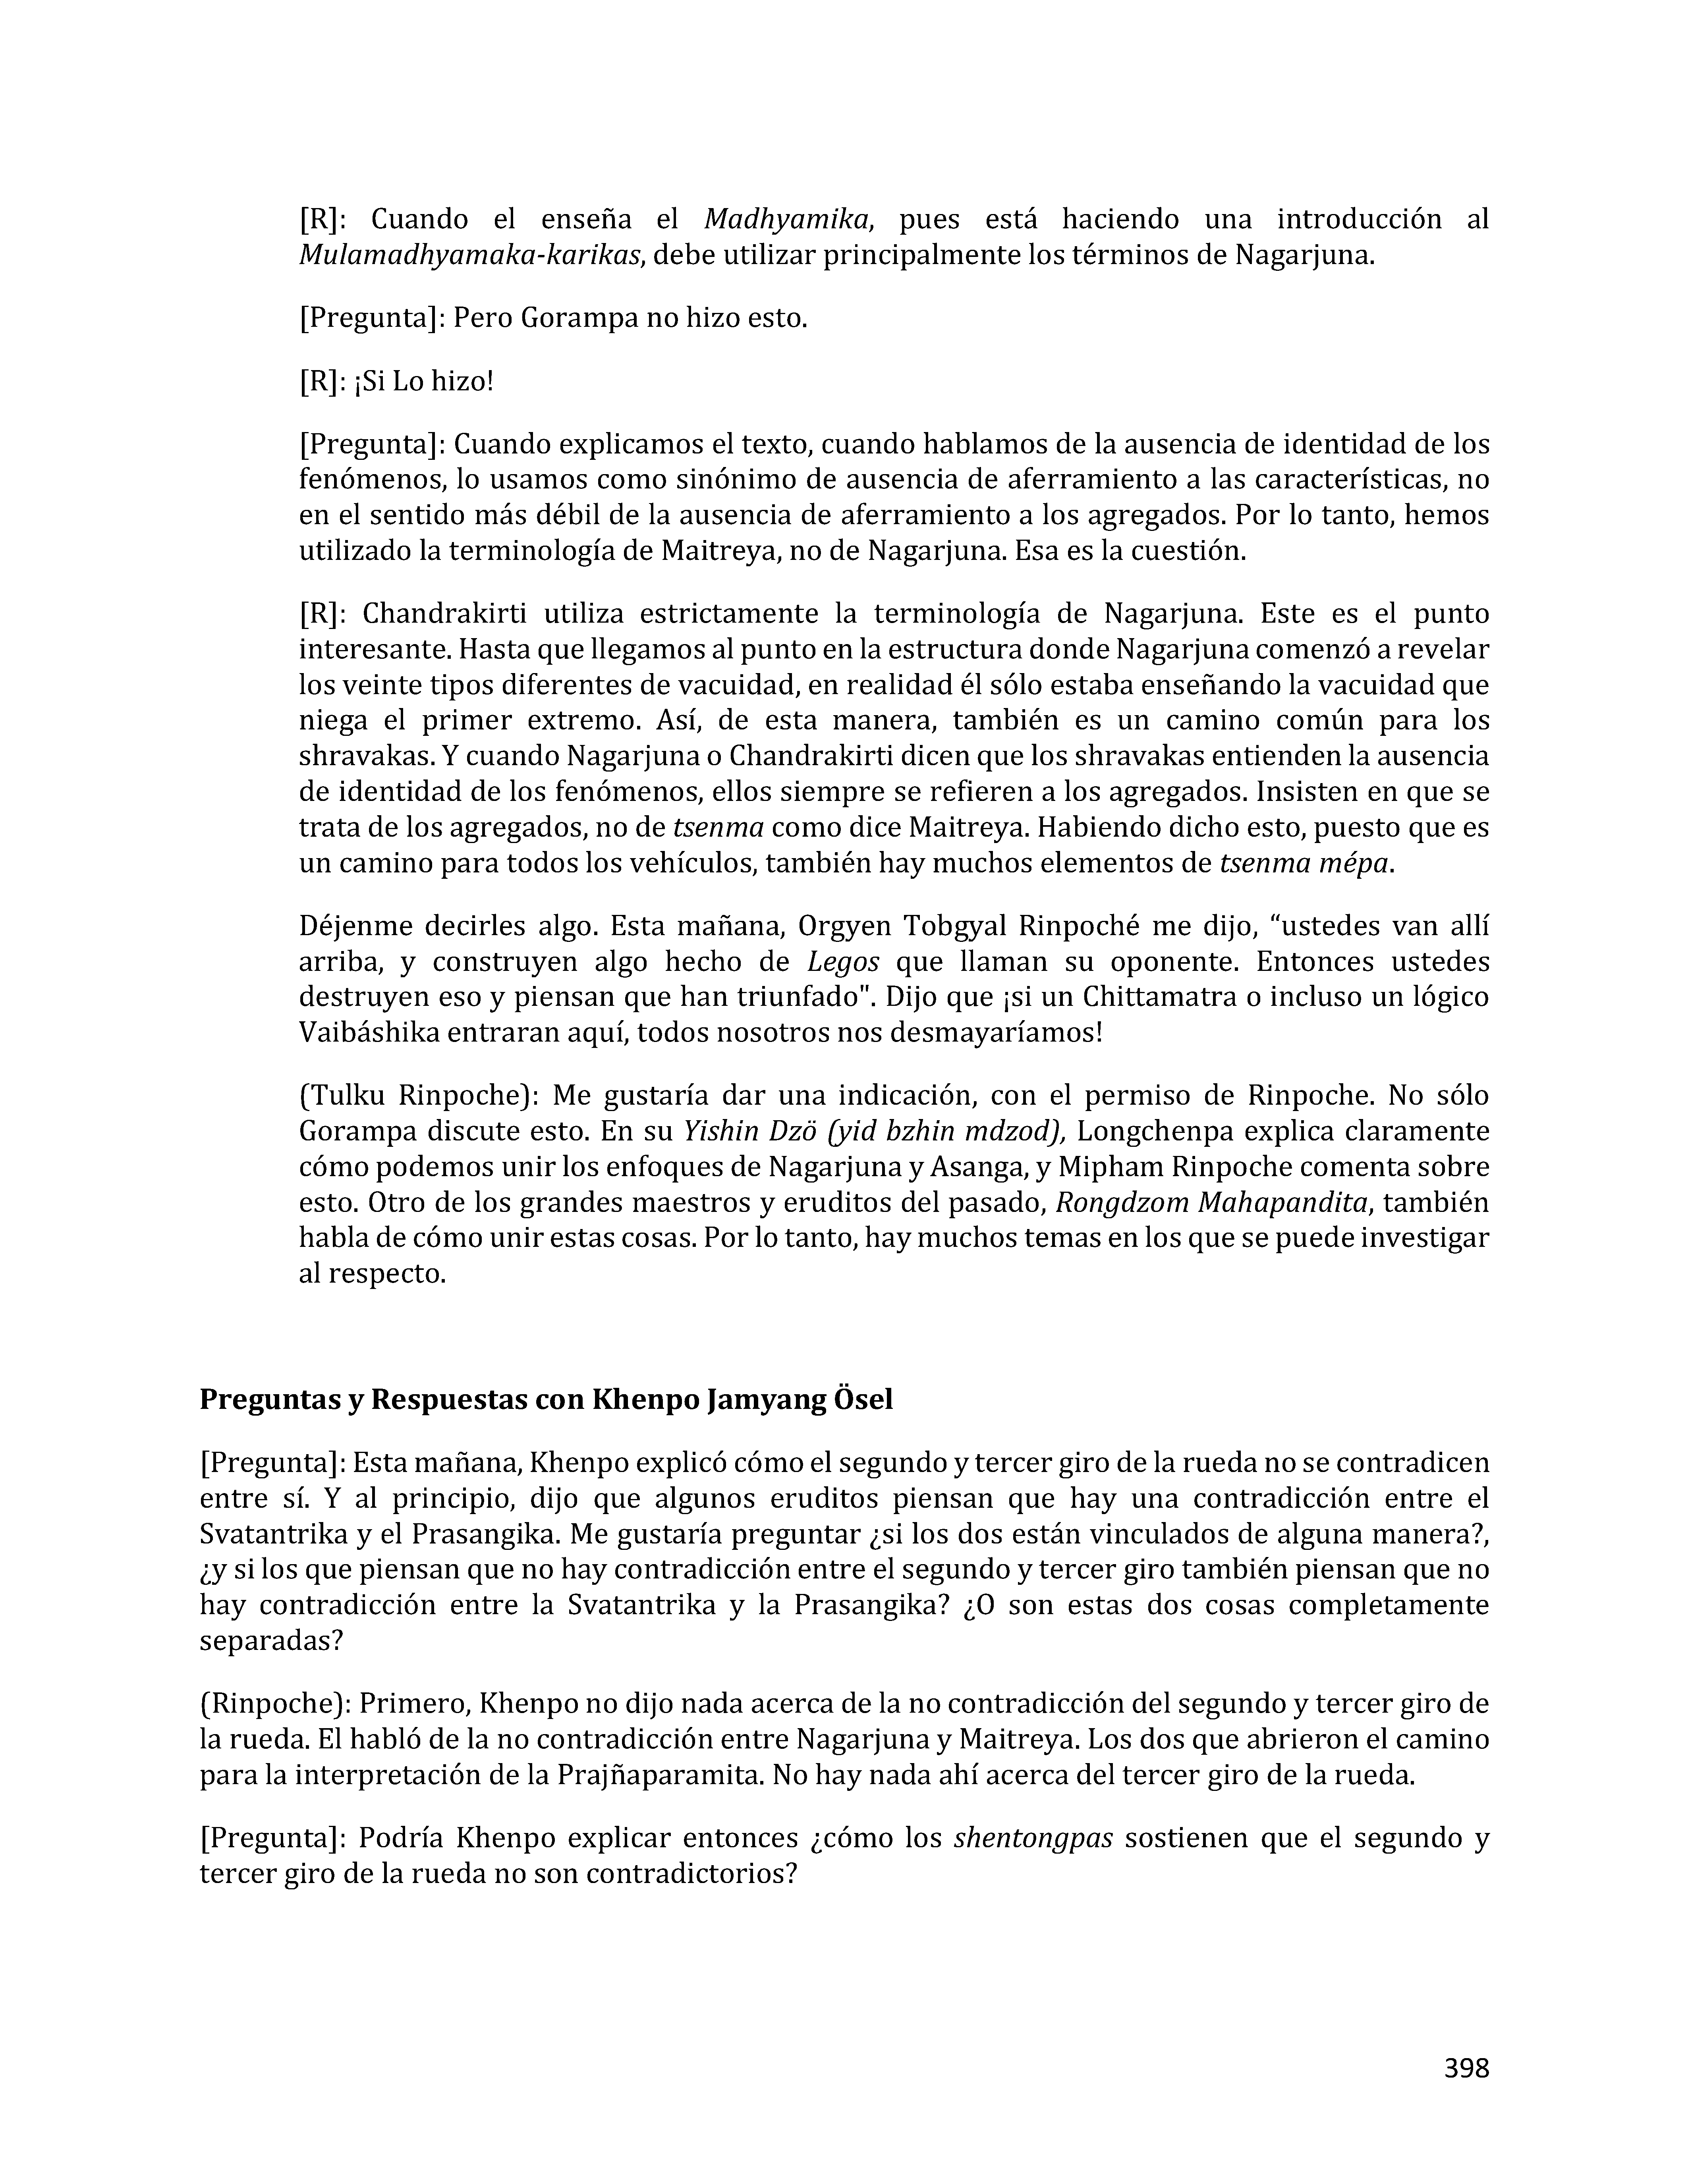 [R]: Cuando el enseña el Madhyamika, pues está haciendo una introducción al
Mulamadhyamaka-karikas, debe utilizar principalmente los términos de Nagarjuna.
[Pregunta]: Pero Gorampa no hizo esto.
[R]: ¡Si Lo hizo!
[Pregunta]: Cuando explicamos el texto, cuando hablamos de la ausencia de identidad de los
fenómenos, lo usamos como sinónimo de ausencia de aferramiento a las características, no
en el sentido más débil de la ausencia de aferramiento a los agregados. Por lo tanto, hemos
utilizado la terminología de Maitreya, no de Nagarjuna. Esa es la cuestión.
[R]: Chandrakirti utiliza estrictamente la terminología de Nagarjuna. Este es el punto
interesante. Hasta que llegamos al punto en la estructura donde Nagarjuna comenzó a revelar
los veinte tipos diferentes de vacuidad, en realidad él sólo estaba enseñando la vacuidad que
niega el primer extremo. Así, de esta manera, también es un camino común para los
shravakas. Y cuando Nagarjuna o Chandrakirti dicen que los shravakas entienden la ausencia
de identidad de los fenómenos, ellos siempre se refieren a los agregados. Insisten en que se
trata de los agregados, no de tsenma como dice Maitreya. Habiendo dicho esto, puesto que es
un camino para todos los vehículos, también hay muchos elementos de tsenma mépa.
Déjenme decirles algo. Esta mañana, Orgyen Tobgyal Rinpoché me dijo, “ustedes van allí
arriba, y construyen algo hecho de Legos que llaman su oponente. Entonces ustedes
destruyen eso y piensan que han triunfado". Dijo que ¡si un Chittamatra o incluso un lógico
Vaibáshika entraran aquí, todos nosotros nos desmayaríamos!
(Tulku Rinpoche): Me gustaría dar una indicación, con el permiso de Rinpoche. No sólo
Gorampa discute esto. En su Yishin Dzö (yid bzhin mdzod), Longchenpa explica claramente
cómo podemos unir los enfoques de Nagarjuna y Asanga, y Mipham Rinpoche comenta sobre
esto. Otro de los grandes maestros y eruditos del pasado, Rongdzom Mahapandita, también
habla de cómo unir estas cosas. Por lo tanto, hay muchos temas en los que se puede investigar
al respecto.
Preguntas y Respuestas con Khenpo Jamyang Ösel
[Pregunta]: Esta mañana, Khenpo explicó cómo el segundo y tercer giro de la rueda no se contradicen
entre sí. Y al principio, dijo que algunos eruditos piensan que hay una contradicción entre el
Svatantrika y el Prasangika. Me gustaría preguntar ¿si los dos están vinculados de alguna manera?,
¿y si los que piensan que no hay contradicción entre el segundo y tercer giro también piensan que no
hay contradicción entre la Svatantrika y la Prasangika? ¿O son estas dos cosas completamente
separadas?
(Rinpoche): Primero, Khenpo no dijo nada acerca de la no contradicción del segundo y tercer giro de
la rueda. El habló de la no contradicción entre Nagarjuna y Maitreya. Los dos que abrieron el camino
para la interpretación de la Prajñaparamita. No hay nada ahí acerca del tercer giro de la rueda.
[Pregunta]: Podría Khenpo explicar entonces ¿cómo los shentongpas sostienen que el segundo y
tercer giro de la rueda no son contradictorios?
398